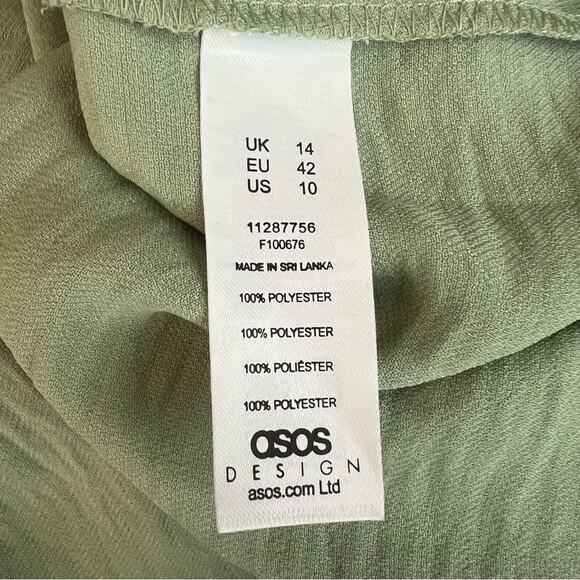 UK 14
EU 42
US 10
11287756
F100676
MADE IN SRI LANKA
100% POLYESTER
100% POLYESTER
100% POLIÉSTER
100% POLYESTER
asos
DESIGN
asos.com Ltd